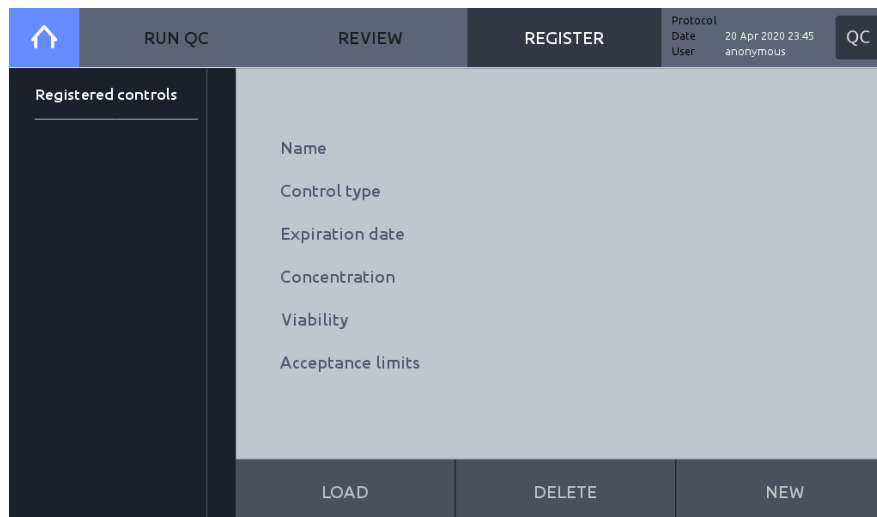 RUN QC
REVIEW
REGISTER
Protocol
Date 20 Apr 2020 23:45
User anonymous
QC
Registered controls
Name
Control type
Expiration date
Concentration
Viability
Acceptance limits
LOAD
DELETE
NEW